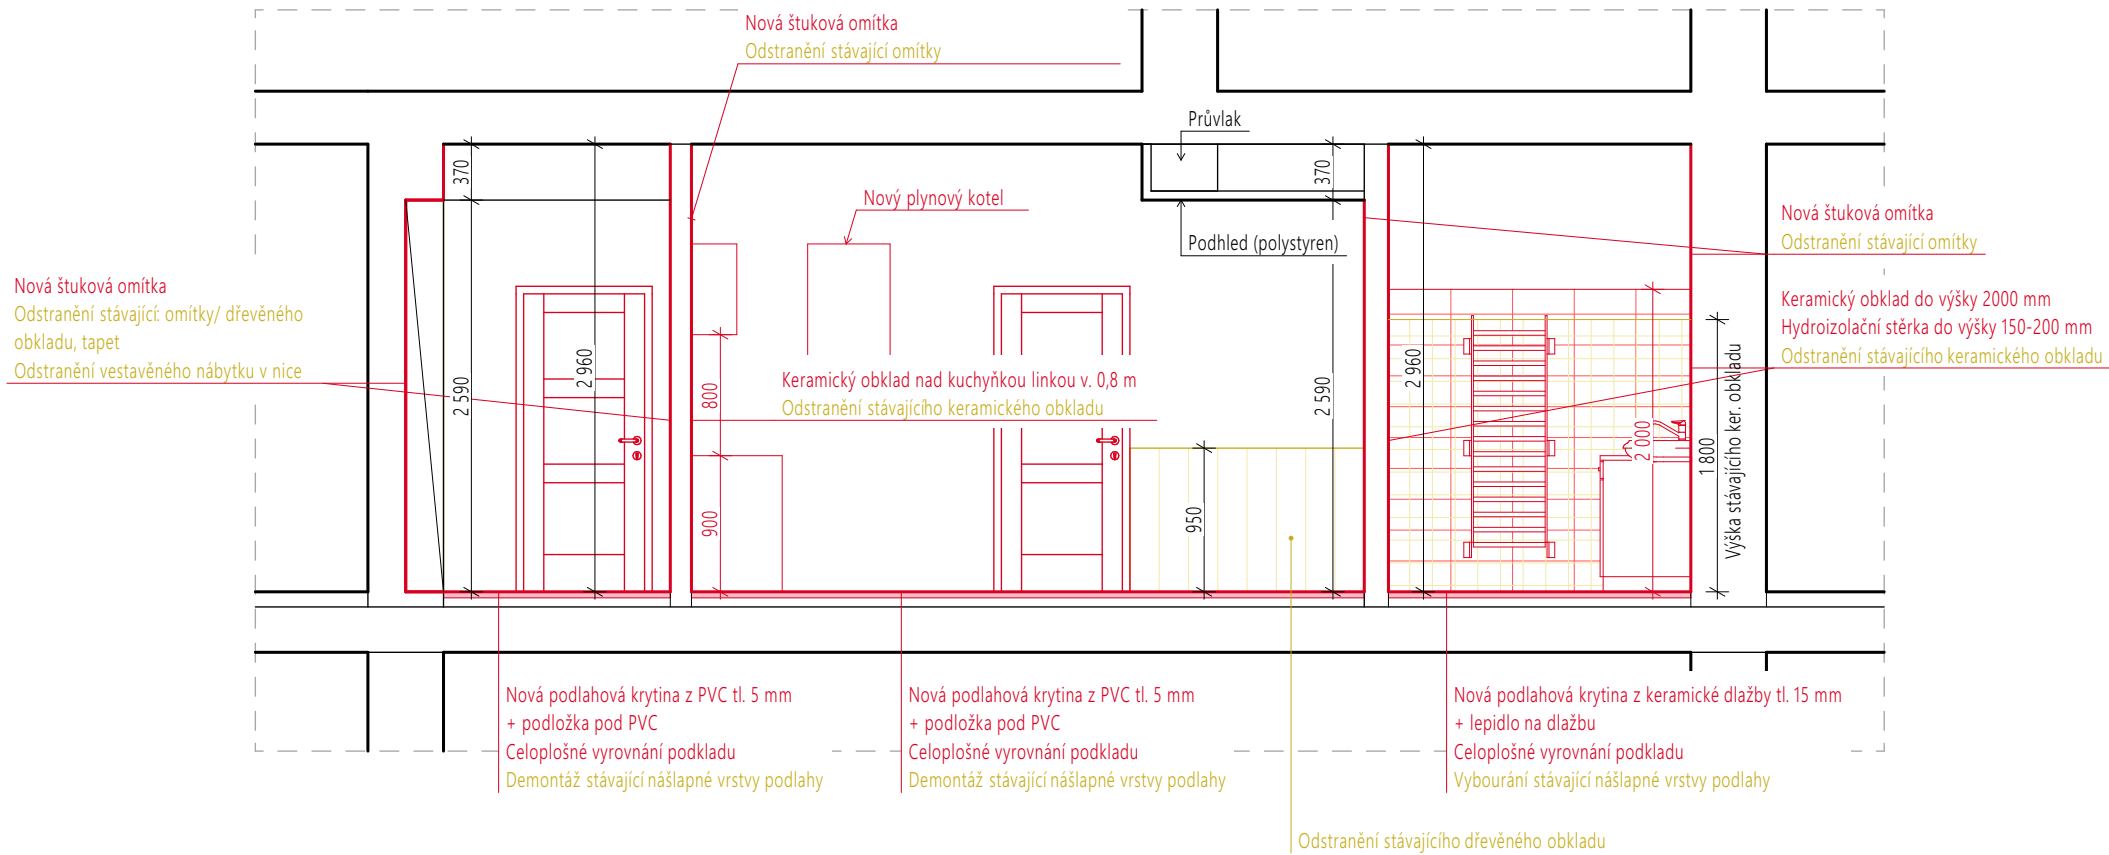 Nová štuková omítka
Odstranění stávající omítky
Průvlak
370
370
Nový plynový kotel
Podhled (polystyren)
Nová štuková omítka
Odstranění stávající omítky
Nová štuková omítka
Odstranění stávající: omítky/ dřevěného
obkladu, tapet
Odstranění vestavěného nábytku v nice
Keramický obklad do výšky 2000 mm
Hydroizolační stěrka do výšky 150-200 mm
Odstranění stávajícího keramického obkladu
2 590
2 960
800
900
Keramický obklad nad kuchyňkou linkou v. 0,8 m
Odstranění stávajícího keramického obkladu
950
2 590
2 960
2 000
1 800
Výška stávajícího ker. obkladu
Nová podlahová krytina z PVC tl. 5 mm
+ podložka pod PVC
Celoplošné vyrovnání podkladu
Demontáž stávající nášlapné vrstvy podlahy
Nová podlahová krytina z PVC tl. 5 mm
+ podložka pod PVC
Celoplošné vyrovnání podkladu
Demontáž stávající nášlapné vrstvy podlahy
Nová podlahová krytina z keramické dlažby tl. 15 mm
+ lepidlo na dlažbu
Celoplošné vyrovnání podkladu
Vybourání stávající nášlapné vrstvy podlahy
Odstranění stávajícího dřevěného obkladu